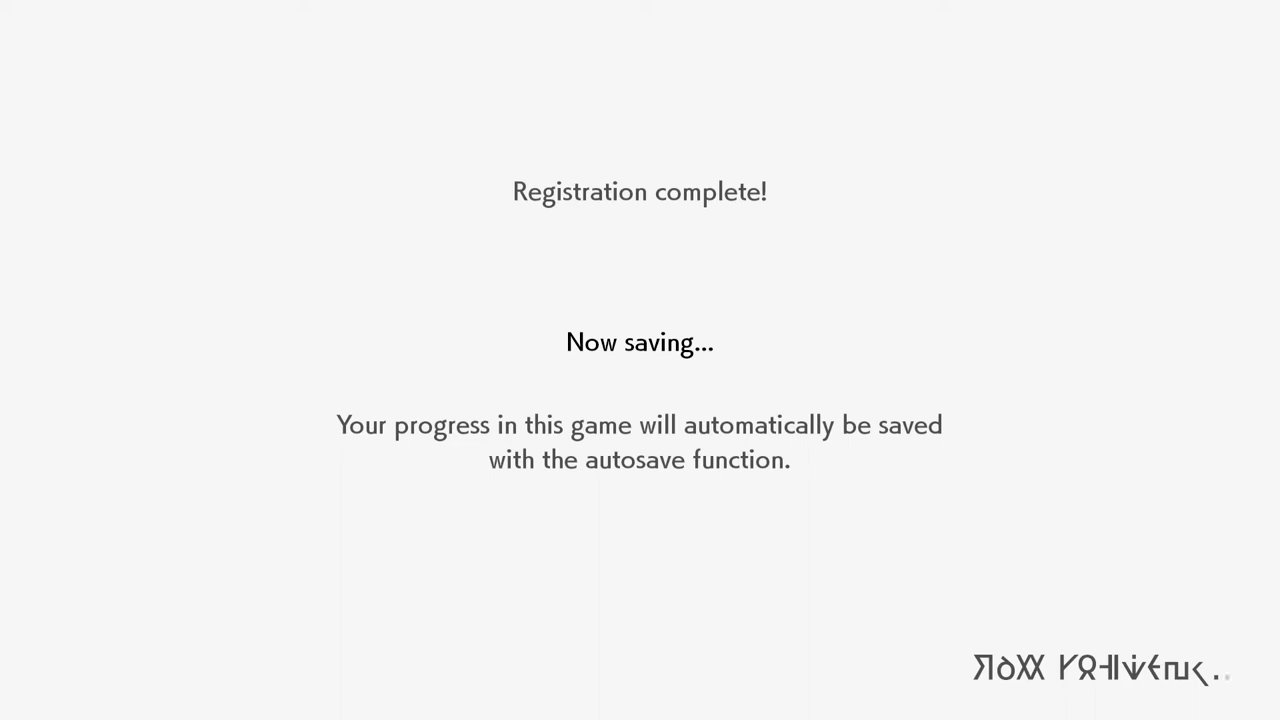 Registration complete!
Now saving...
Your progress in this game will automatically be saved
with the autosave function.